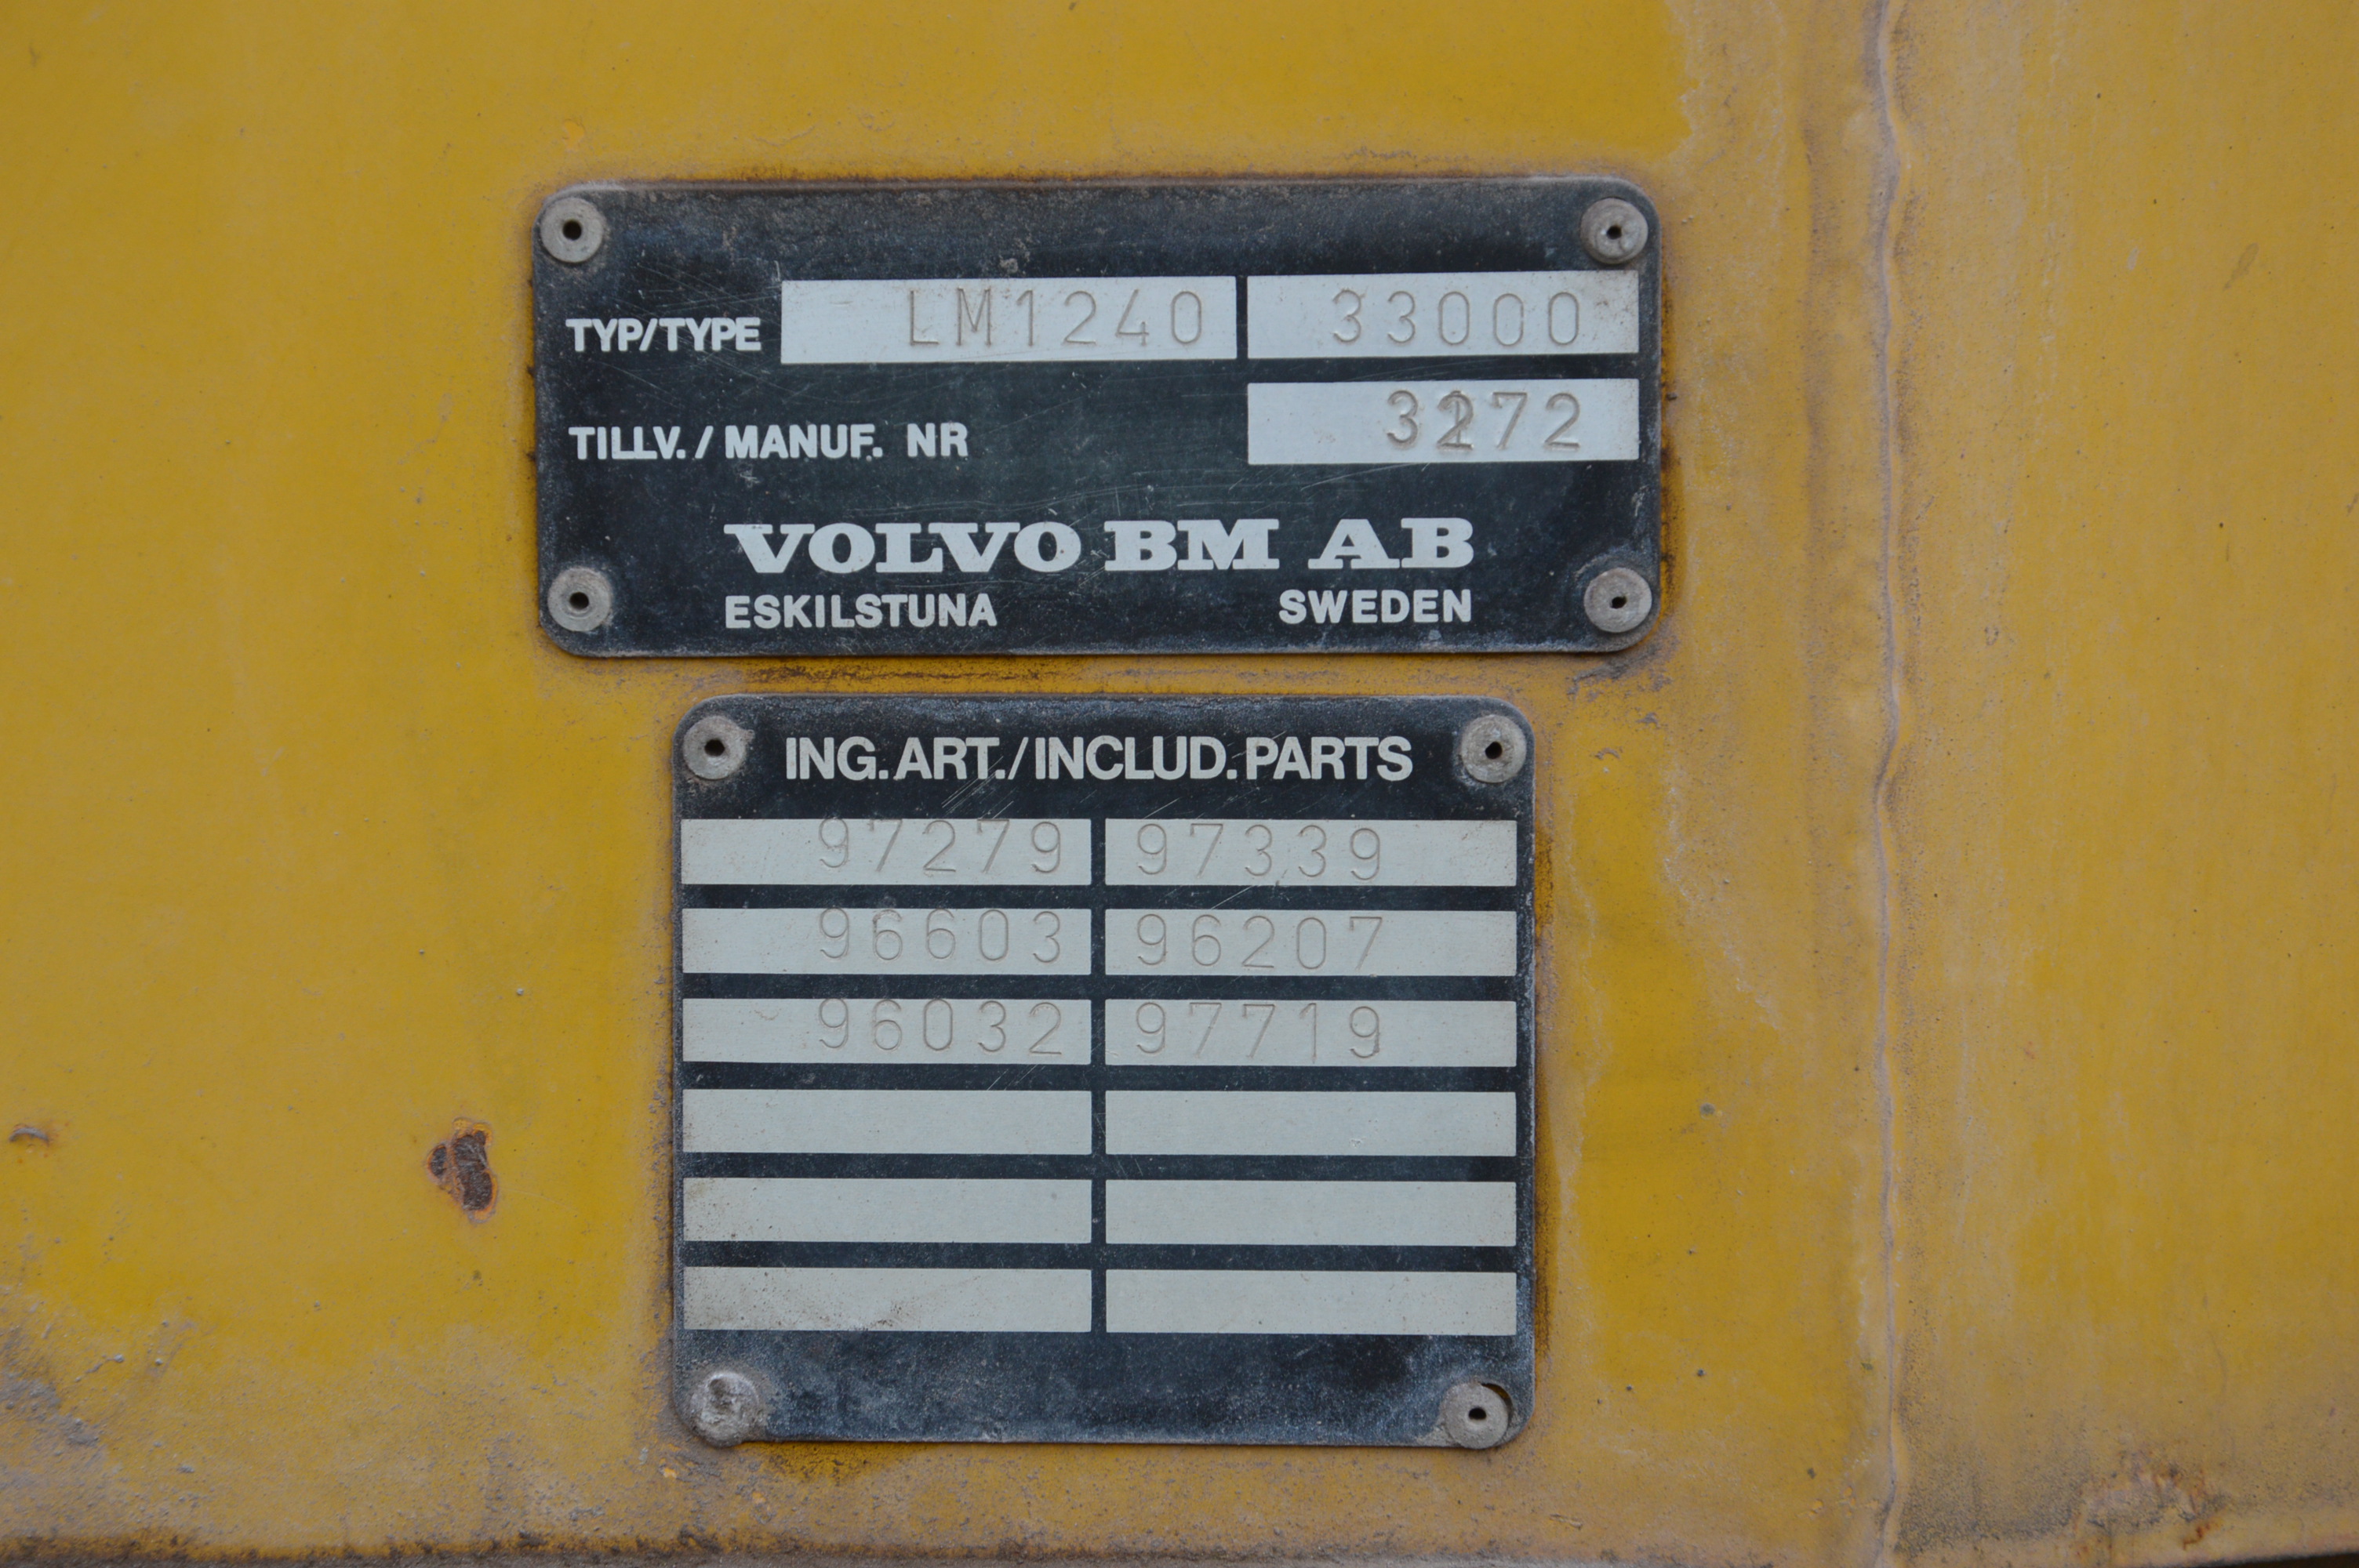 TYP/TYPE LM1240 33000
TILLV./MANUF. NR 3272
VOLVO BM AB
ESKILSTUNA SWEDEN
ING.ART./INCLUD.PARTS
97279 97339
96603 96207
96032 97719